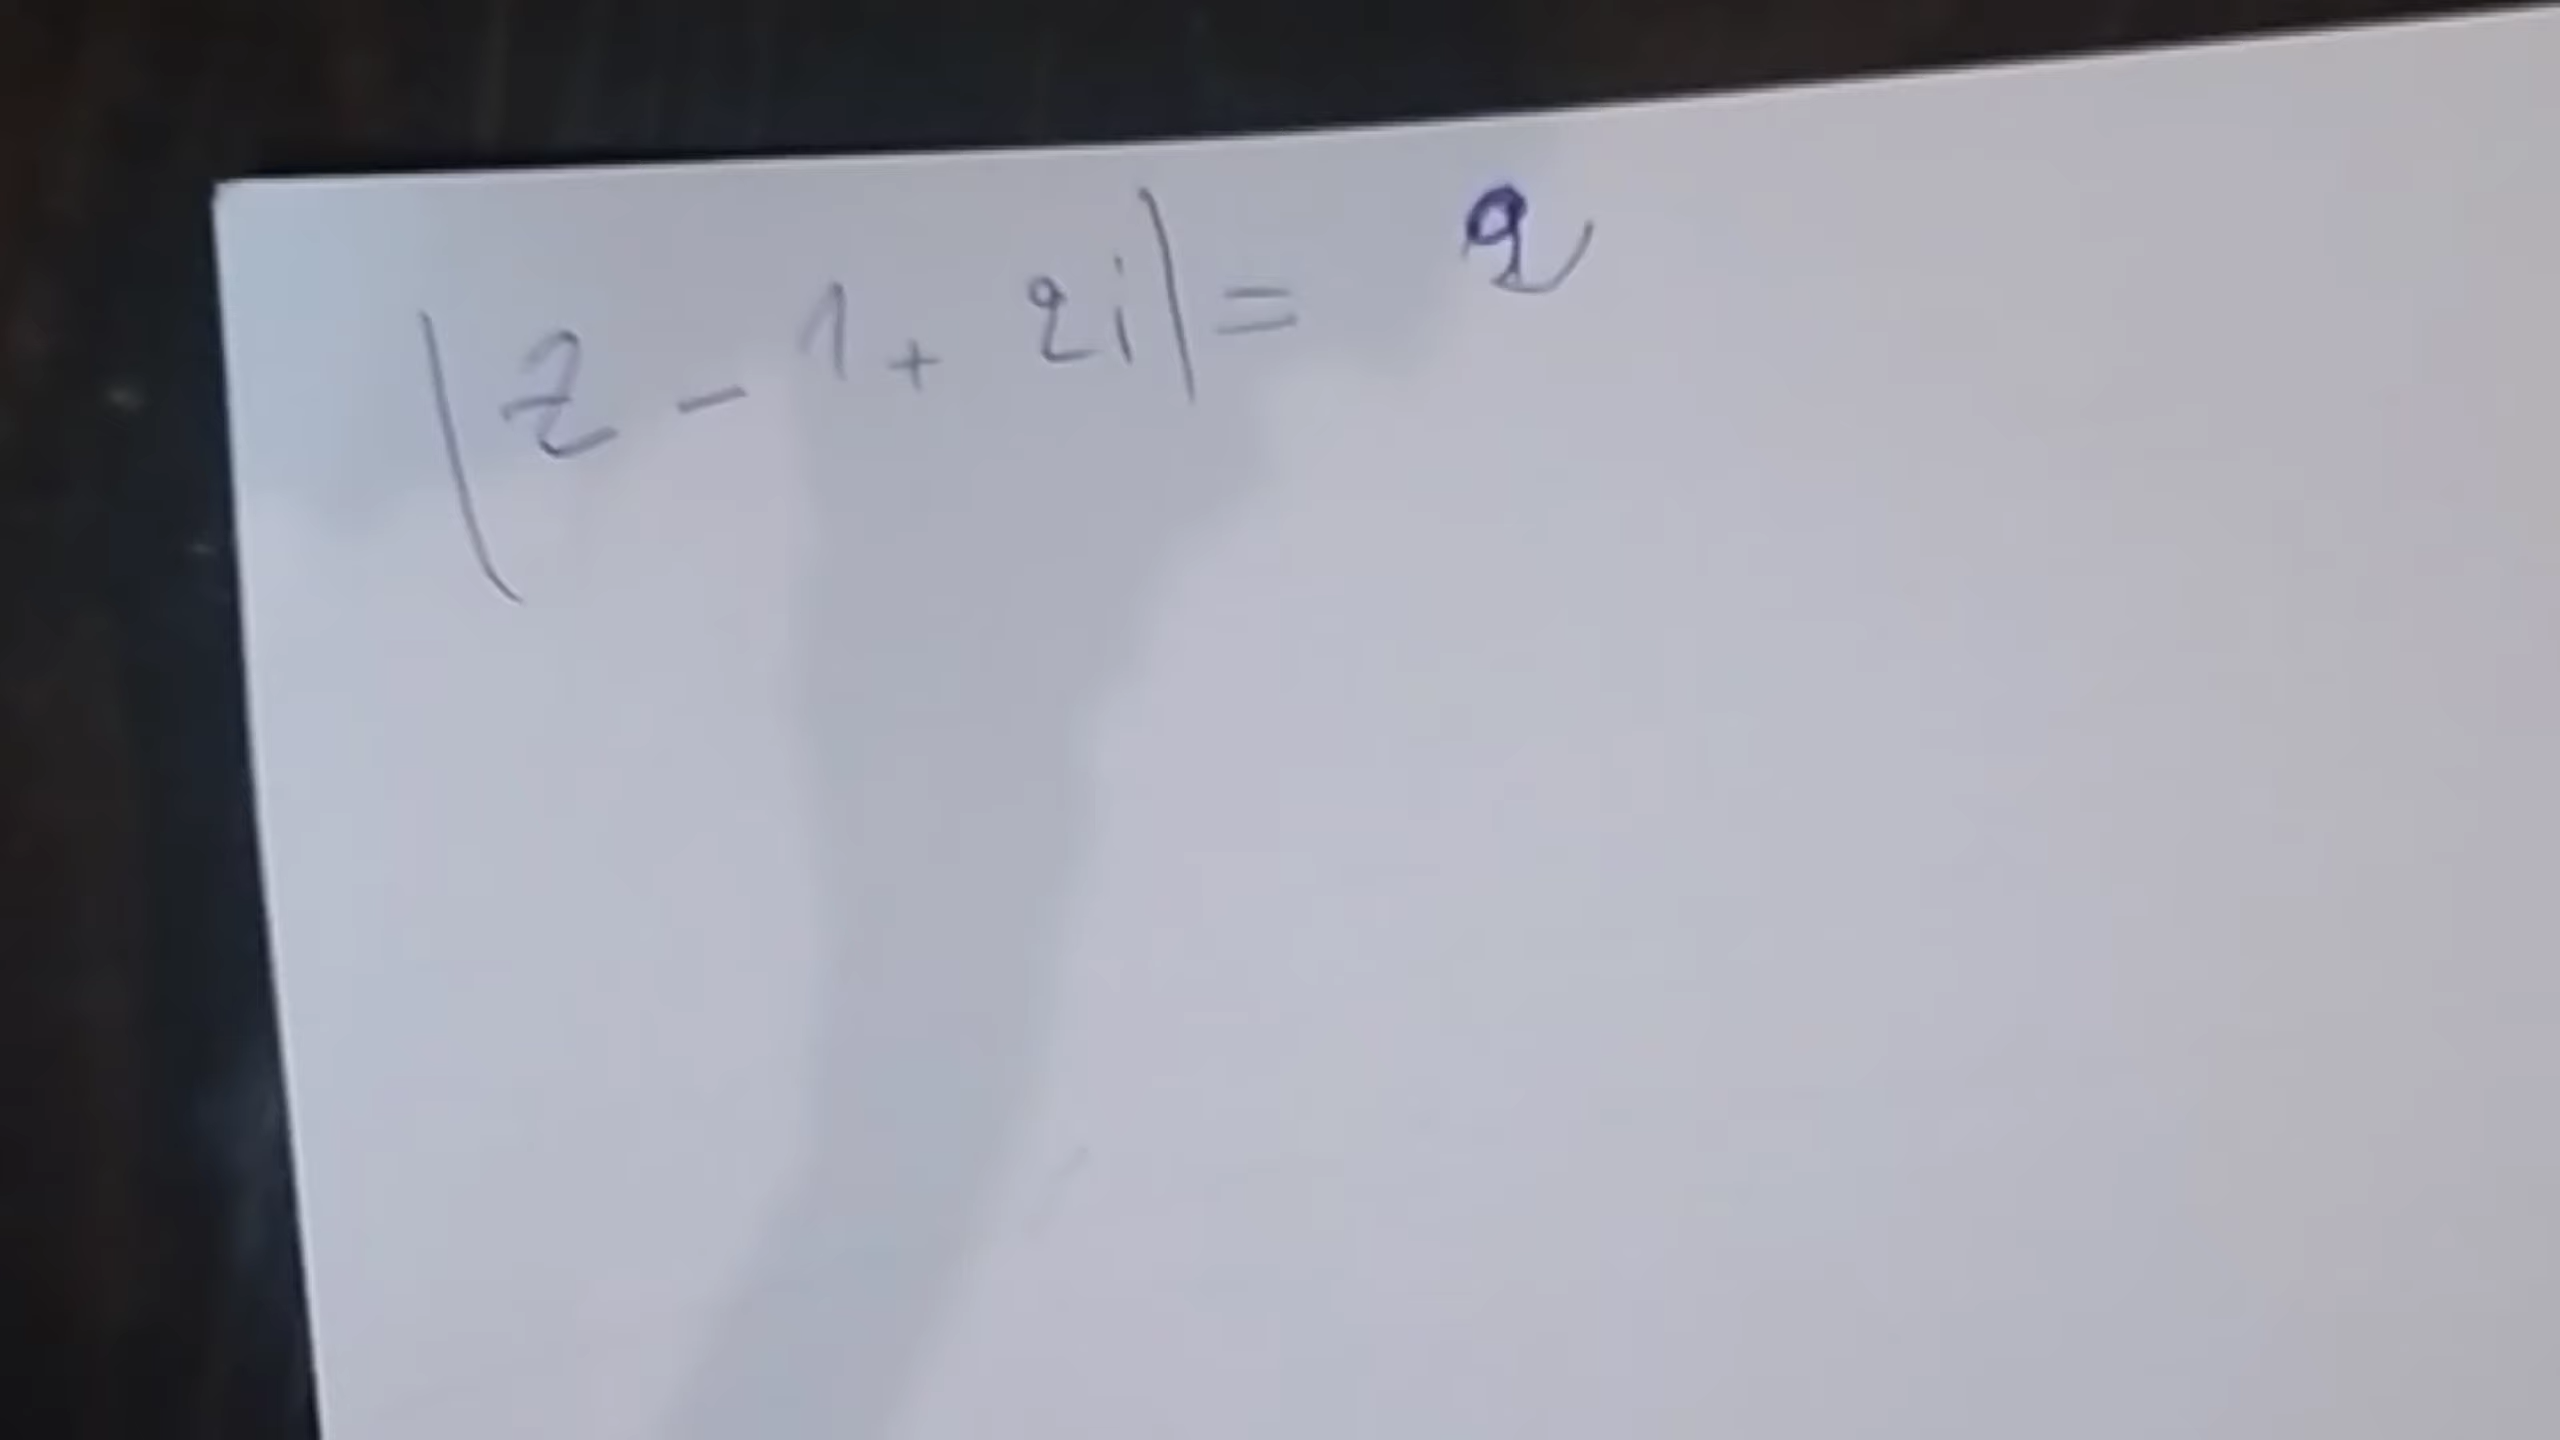 |z - 1 + 2i| = 2